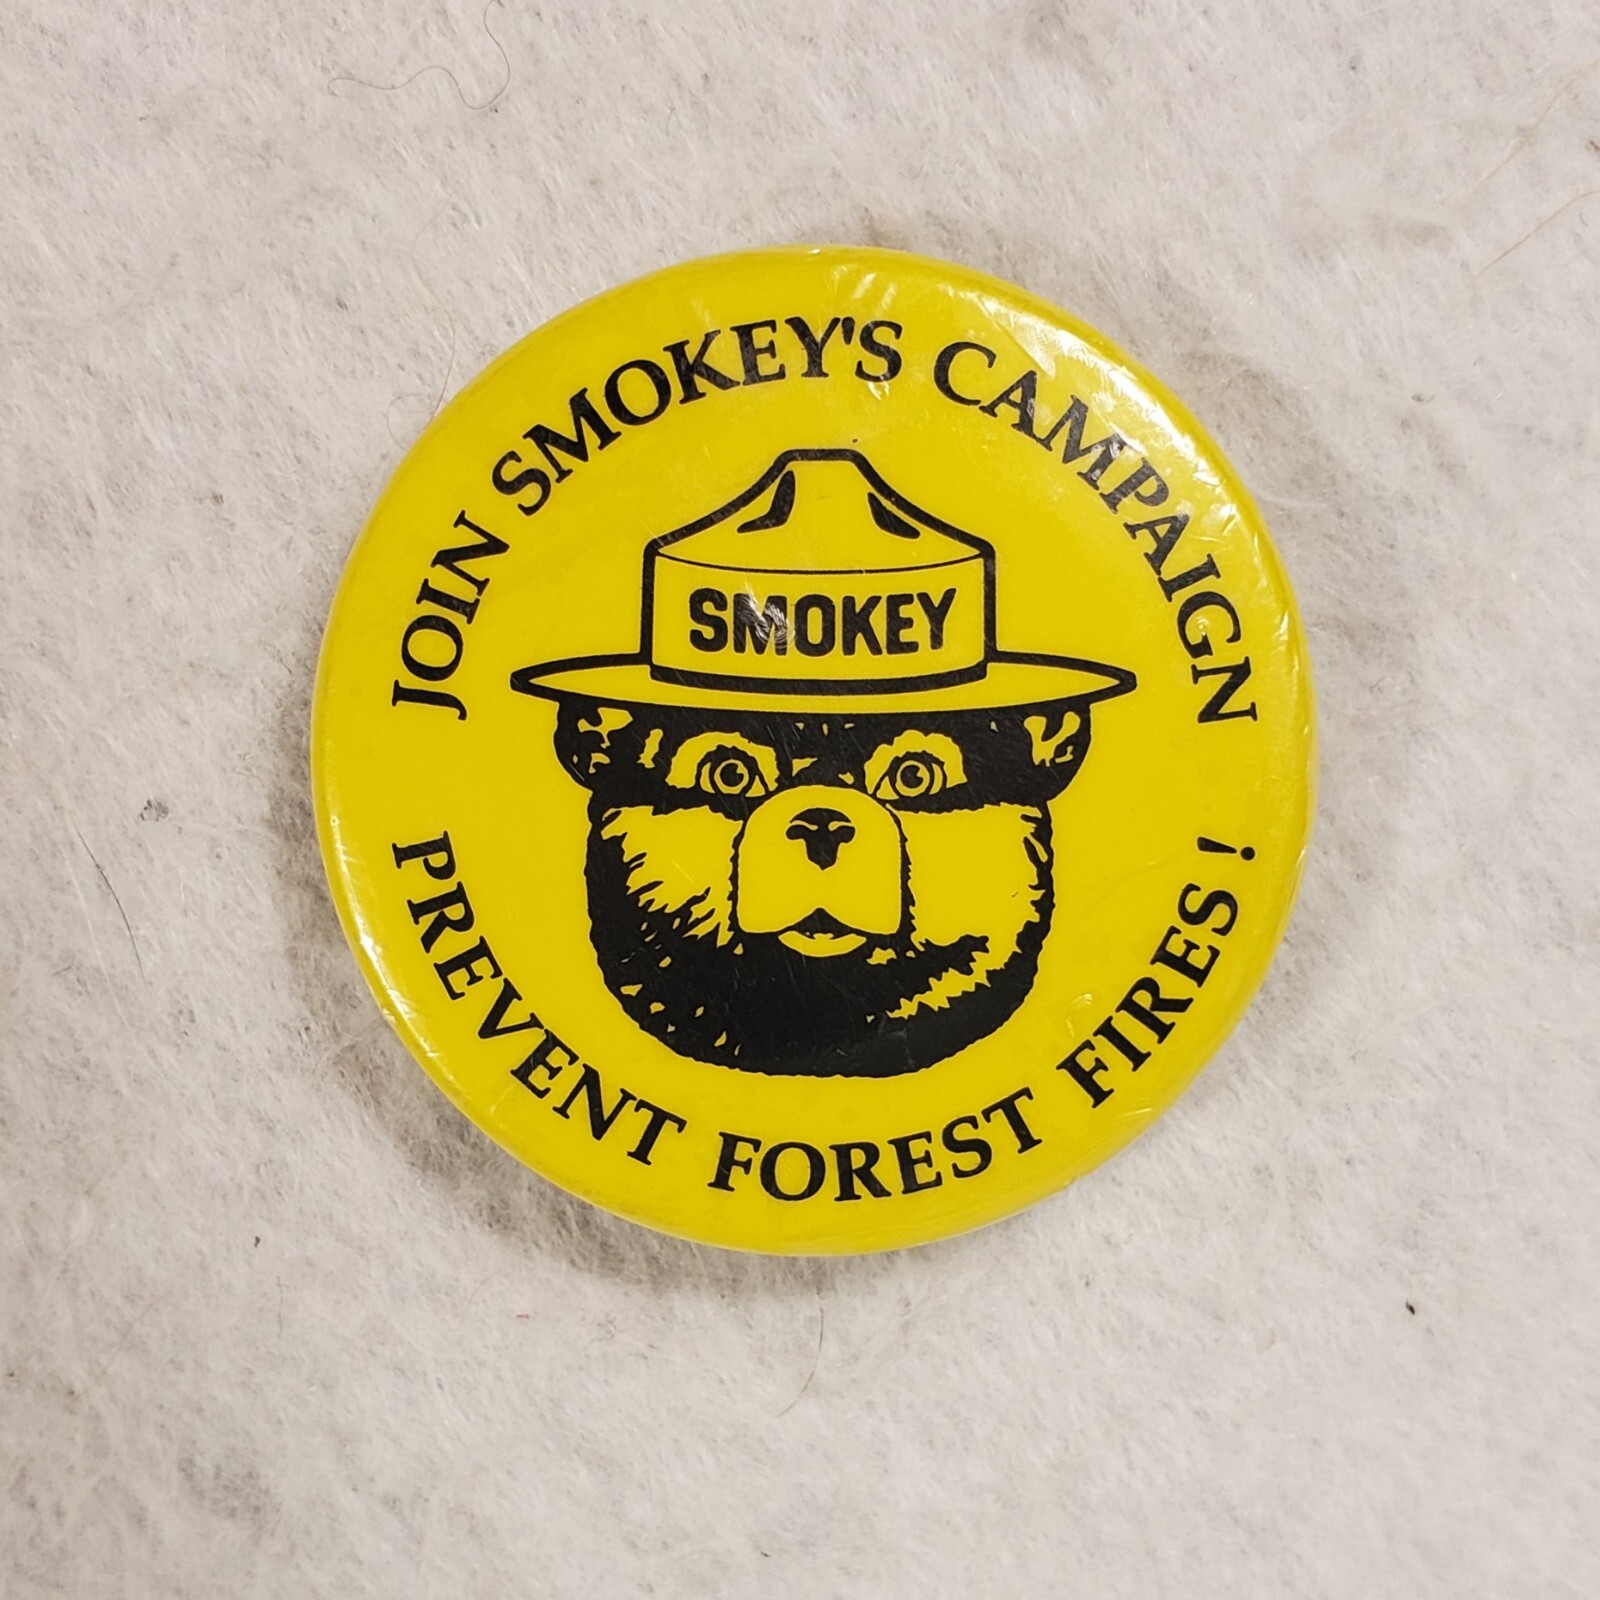 JOIN SMOKEY'S CAMPAIGN
SMOKEY
PREVENT FOREST FIRES!